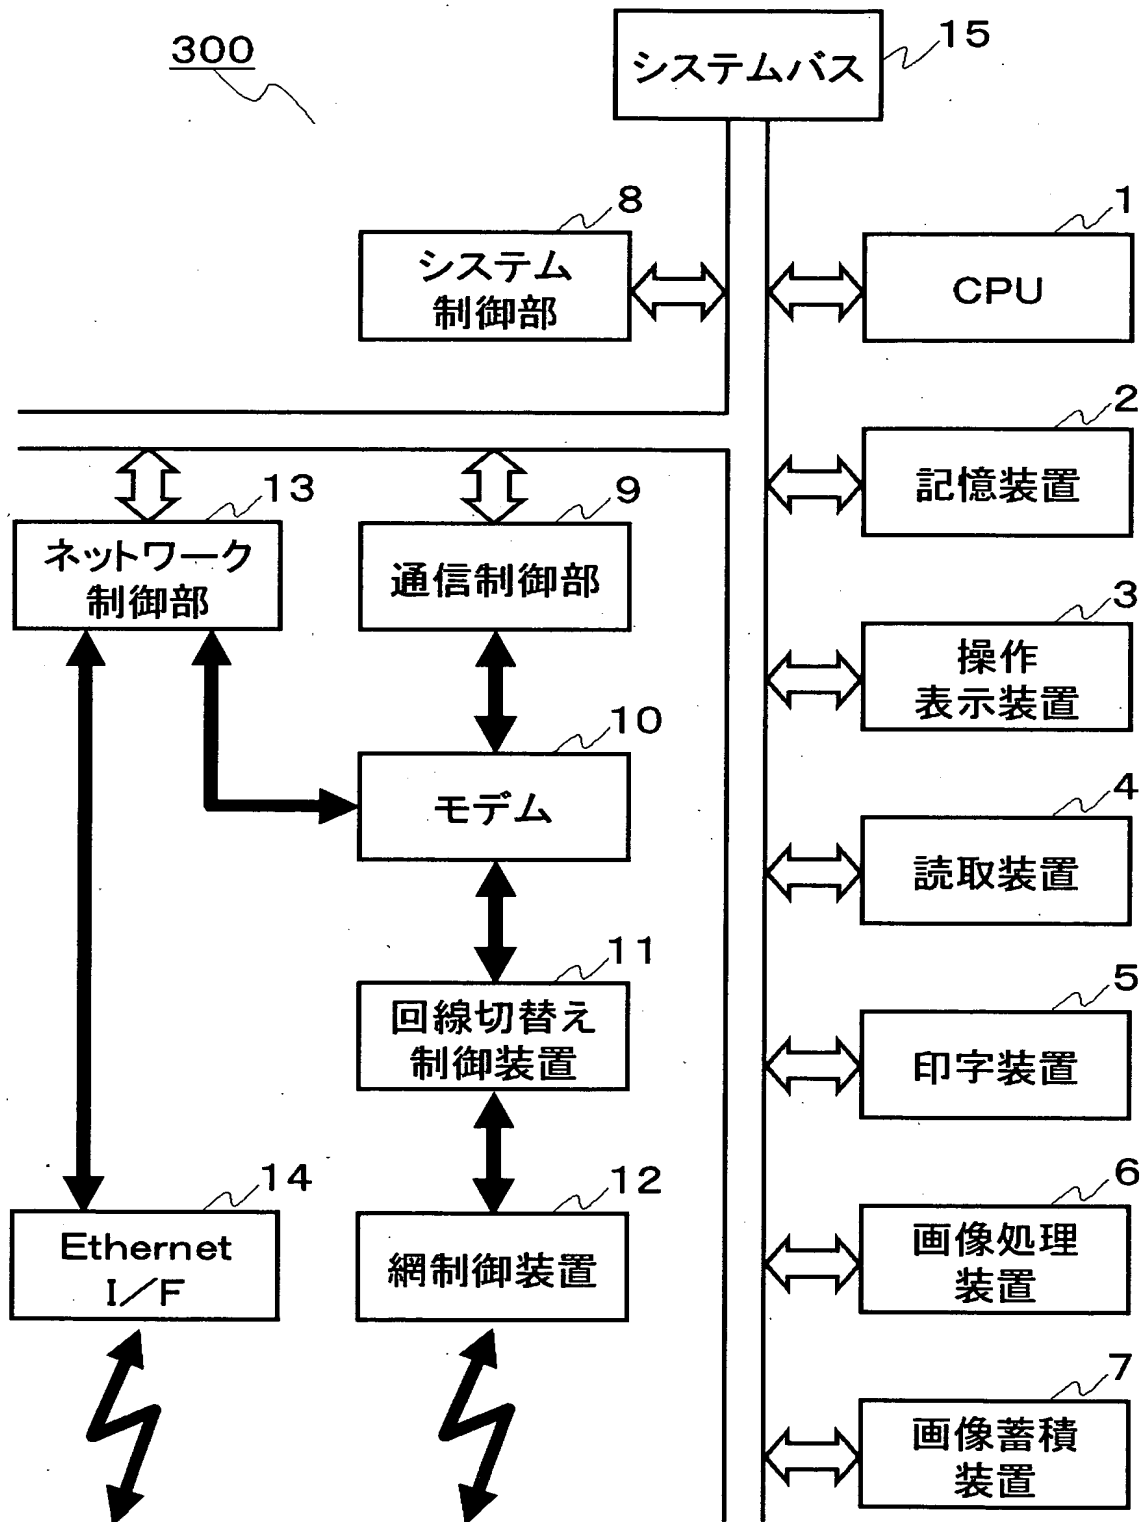 300
システムバス
15
8
システム
制御部
1
CPU
2
記憶装置
13
ネットワーク
制御部
9
通信制御部
3
操作
表示装置
10
モデム
4
読取装置
11
回線切替え
制御装置
5
印字装置
14
Ethernet
I/F
12
網制御装置
6
画像処理
装置
7
画像蓄積
装置